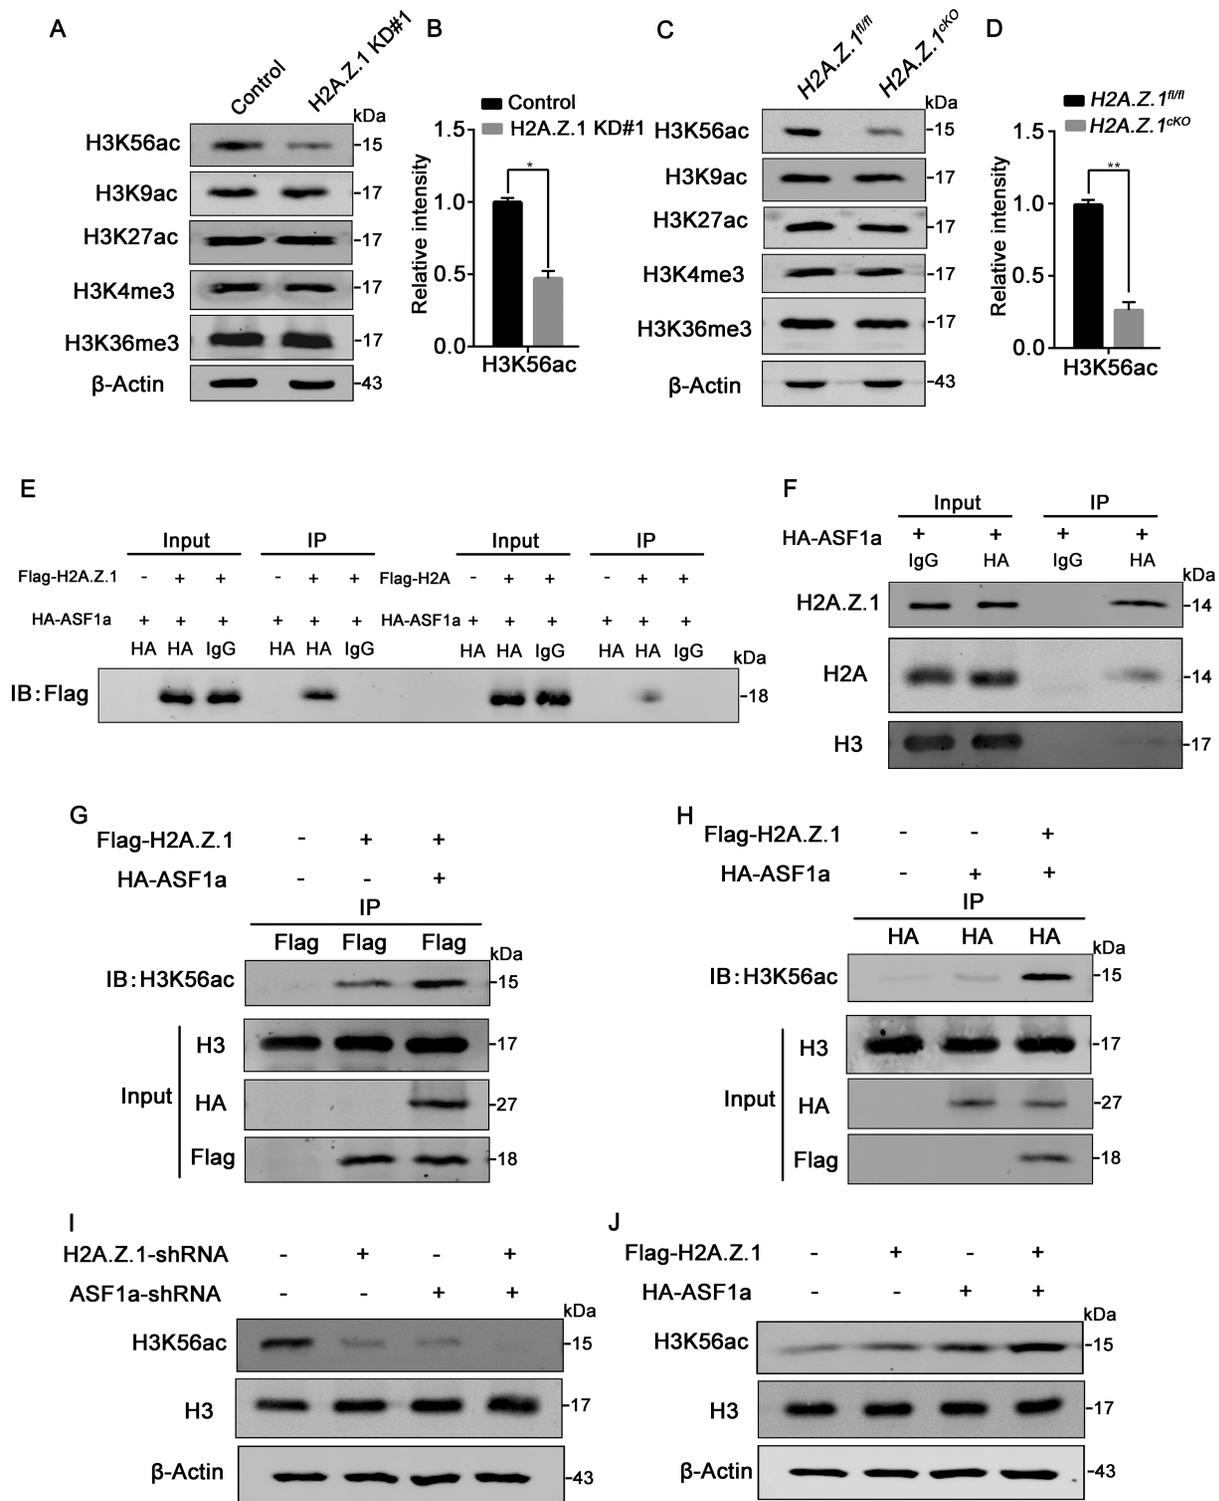 A
Control
H2A.Z.1 KD#1
kDa
H3K56ac
-15
H3K9ac
-17
H3K27ac
-17
H3K4me3
-17
H3K36me3
-17
β-Actin
-43
B
Control
H2A.Z.1 KD#1
Relative intensity
1.5
1.0
0.5
0.0
*
H3K56ac
C
H2A.Z.1fl/fl
H2A.Z.1cKO
H3K56ac
-15
H3K9ac
-17
H3K27ac
-17
H3K4me3
-17
H3K36me3
-17
β-Actin
-43
D
H2A.Z.1fl/fl
H2A.Z.1cKO
Relative intensity
1.5
1.0
0.5
0.0
**
H3K56ac
E
Input IP Input IP
Flag-H2A.Z.1 - + + - + + Flag-H2A - + + - + +
HA-ASF1a + + + + + + HA-ASF1a + + + + + +
HA HA IgG HA HA IgG HA HA IgG HA HA IgG
kDa
IB:Flag -18
F
Input IP
HA-ASF1a + + + +
IgG HA IgG HA
kDa
H2A.Z.1 -14
H2A -14
H3 -17
G
Flag-H2A.Z.1 - + +
HA-ASF1a - - +
IP
Flag Flag Flag
kDa
IB:H3K56ac -15
H3 -17
Input HA -27
Flag -18
H
Flag-H2A.Z.1 - - +
HA-ASF1a - + +
IP
HA HA HA
kDa
IB:H3K56ac -15
H3 -17
Input HA -27
Flag -18
I
H2A.Z.1-shRNA - + - +
ASF1a-shRNA - - + +
kDa
H3K56ac -15
H3 -17
β-Actin -43
J
Flag-H2A.Z.1 - + - +
HA-ASF1a - - + +
kDa
H3K56ac -15
H3 -17
β-Actin -43